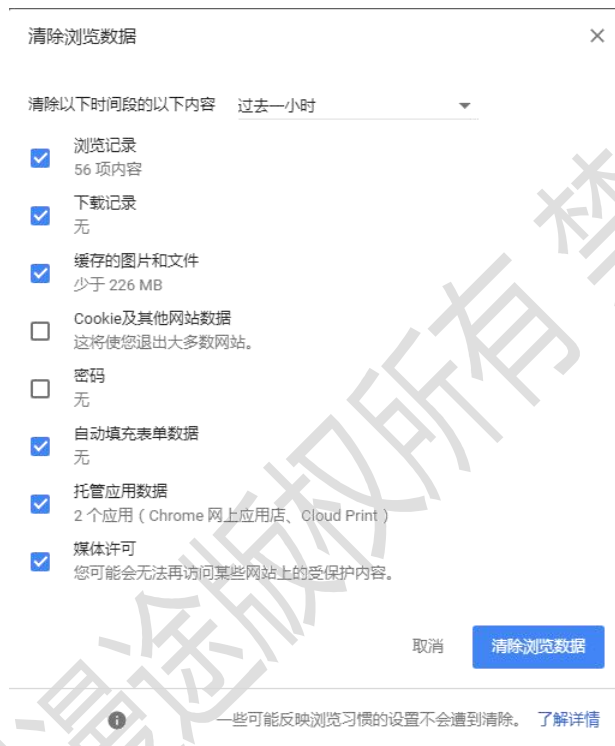 清除浏览数据
清除以下时间段的以下内容 过去一小时
浏览记录
56 项内容
下载记录
无
缓存的图片和文件
少于 226 MB
Cookie及其他网站数据
这将使您退出大多数网站。
密码
无
自动填充表单数据
无
托管应用数据
2 个应用（Chrome 网上应用店、Cloud Print）
媒体许可
您可能会无法再访问某些网站上的受保护内容。
取消 清除浏览数据
一些可能反映浏览习惯的设置不会遭到清除。 了解详情
漫途版权所有